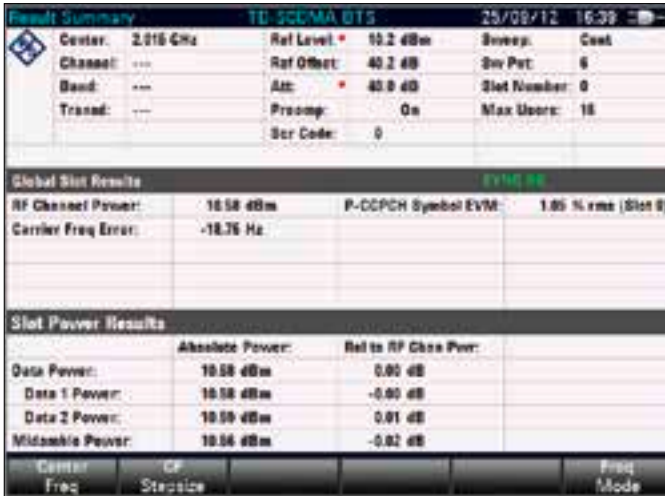 Result Summary TD-SCDMA BTS 25/09/12 16:39
Center: 2.015 GHz Ref Level: 10.2 dBm Sweep: Cont
Channel: --- Ref Offset: 40.2 dB Swp Pnt: 6
Band: --- Att: 40.0 dB Slot Number: 0
Transd: --- Preamp: On Max Users: 16
Scr Code: 0
Global Slot Results SYNC OK
RF Channel Power: 10.58 dBm P-CCPCH Symbol EVM: 1.05 % rms (Slot 0)
Carrier Freq Error: -18.75 Hz
Slot Power Results
Absolute Power: Rel to RF Chan Pwr:
Data Power: 10.58 dBm 0.00 dB
Data 1 Power: 10.58 dBm -0.00 dB
Data 2 Power: 10.59 dBm 0.01 dB
Midamble Power: 10.56 dBm -0.02 dB
Center Freq
CF Stepsize
Freq Mode